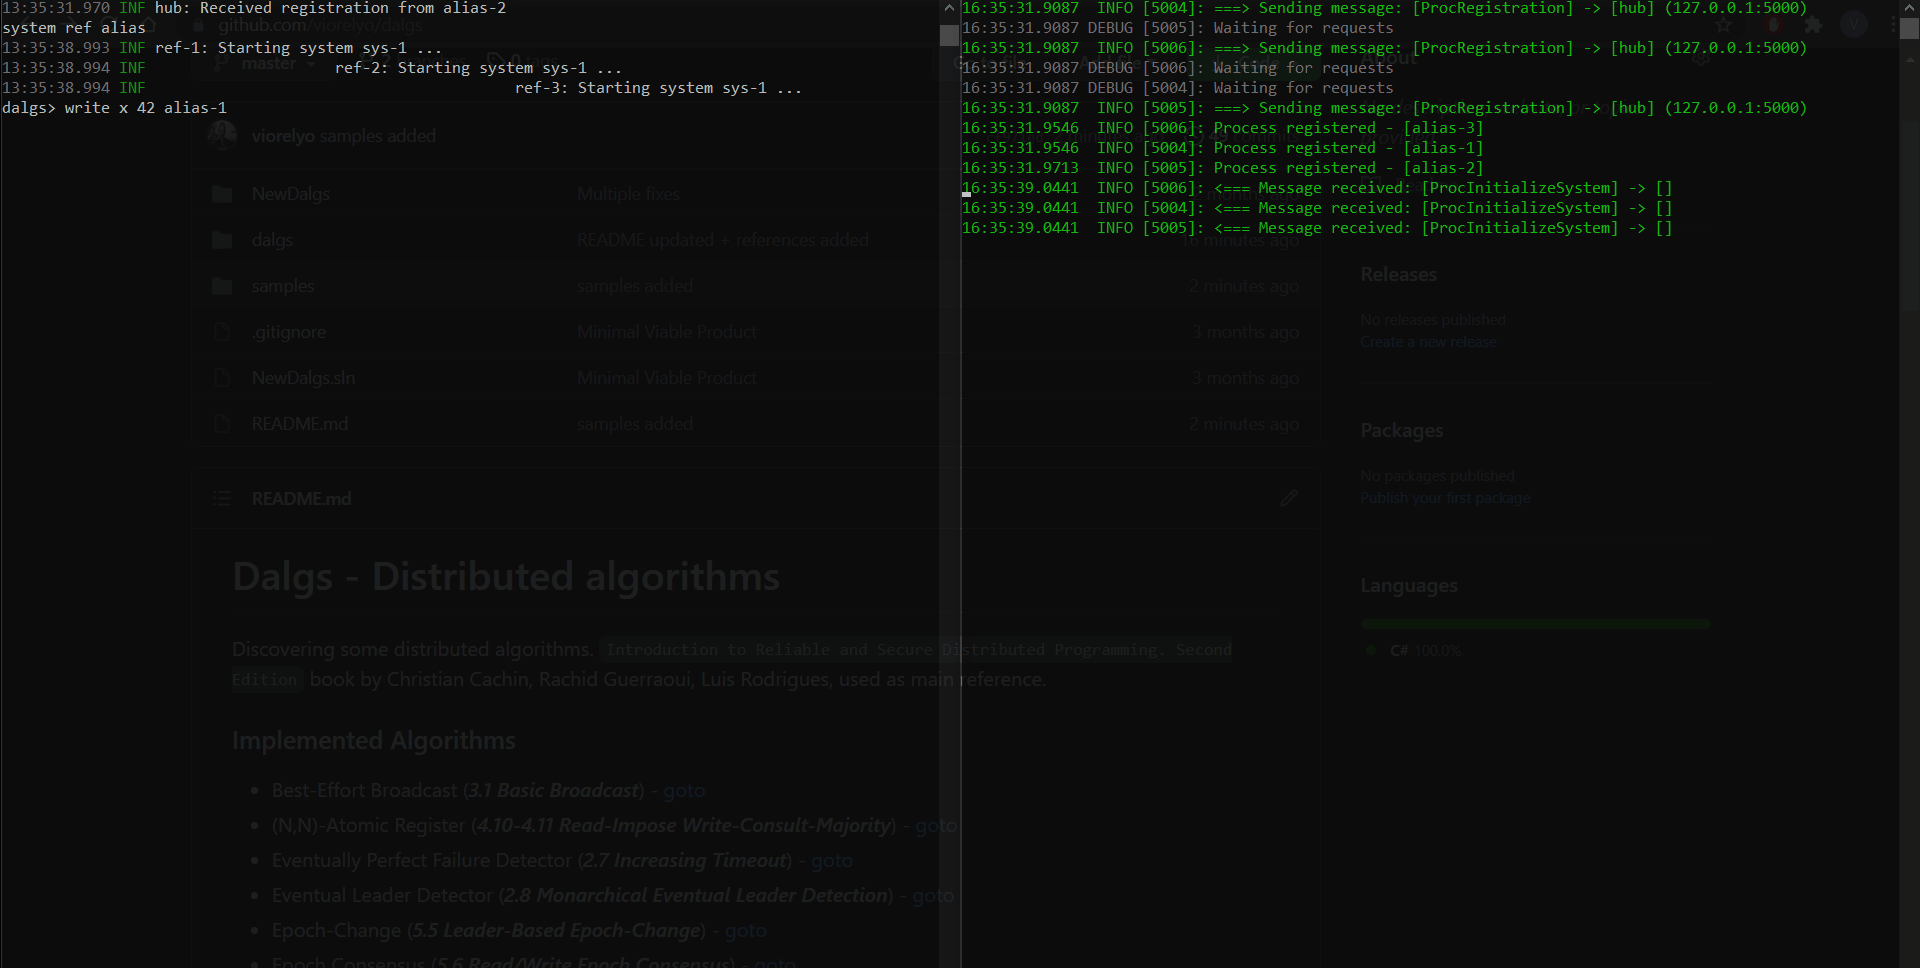 13:35:31.970 INF hub: Received registration from alias-2
system ref alias
13:35:38.993 INF ref-1: Starting system sys-1 ...
13:35:38.994 INF ref-2: Starting system sys-1 ...
13:35:38.994 INF ref-3: Starting system sys-1 ...
dalgs> write x 42 alias-1
16:35:31.9087 INFO [5004]: ===> Sending message: [ProcRegistration] -> [hub] (127.0.0.1:5000)
16:35:31.9087 DEBUG [5005]: Waiting for requests
16:35:31.9087 INFO [5006]: ===> Sending message: [ProcRegistration] -> [hub] (127.0.0.1:5000)
16:35:31.9087 DEBUG [5006]: Waiting for requests
16:35:31.9087 DEBUG [5004]: Waiting for requests
16:35:31.9087 INFO [5005]: ===> Sending message: [ProcRegistration] -> [hub] (127.0.0.1:5000)
16:35:31.9546 INFO [5006]: Process registered - [alias-3]
16:35:31.9546 INFO [5004]: Process registered - [alias-1]
16:35:31.9713 INFO [5005]: Process registered - [alias-2]
16:35:39.0441 INFO [5006]: <=== Message received: [ProcInitializeSystem] -> []
16:35:39.0441 INFO [5004]: <=== Message received: [ProcInitializeSystem] -> []
16:35:39.0441 INFO [5005]: <=== Message received: [ProcInitializeSystem] -> []
github.com/viorelyo/dalgs
master
About
viorelyo samples added
NewDalgs Multiple fixes
dalgs README updated + references added 16 minutes ago
samples samples added 2 minutes ago
.gitignore Minimal Viable Product 3 months ago
NewDalgs.sln Minimal Viable Product 3 months ago
README.md samples added 2 minutes ago
README.md
Dalgs - Distributed algorithms
Discovering some distributed algorithms. Introduction to Reliable and Secure Distributed Programming. Second
Edition book by Christian Cachin, Rachid Guerraoui, Luis Rodrigues, used as main reference.
Implemented Algorithms
Best-Effort Broadcast (3.1 Basic Broadcast) - goto
(N,N)-Atomic Register (4.10-4.11 Read-Impose Write-Consult-Majority) - goto
Eventually Perfect Failure Detector (2.7 Increasing Timeout) - goto
Eventual Leader Detector (2.8 Monarchical Eventual Leader Detection) - goto
Epoch-Change (5.5 Leader-Based Epoch-Change) - goto
Epoch Consensus (5.6 Read/Write Epoch Consensus) - goto
Releases
No releases published
Create a new release
Packages
No packages published
Publish your first package
Languages
C# 100.0%